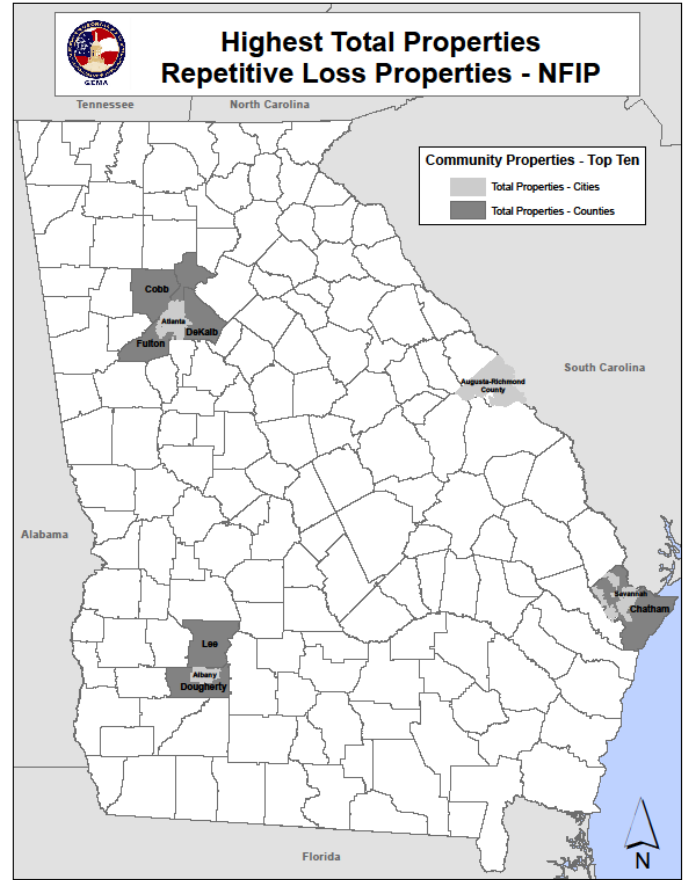 Highest Total Properties
Repetitive Loss Properties - NFIP
GEMA
Tennessee
North Carolina
Community Properties - Top Ten
Total Properties - Cities
Total Properties - Counties
Cobb
Atlanta
DeKalb
Fulton
South Carolina
Augusta-Richmond
County
Alabama
Savannah
Chatham
Lee
Albany
Dougherty
Florida
N